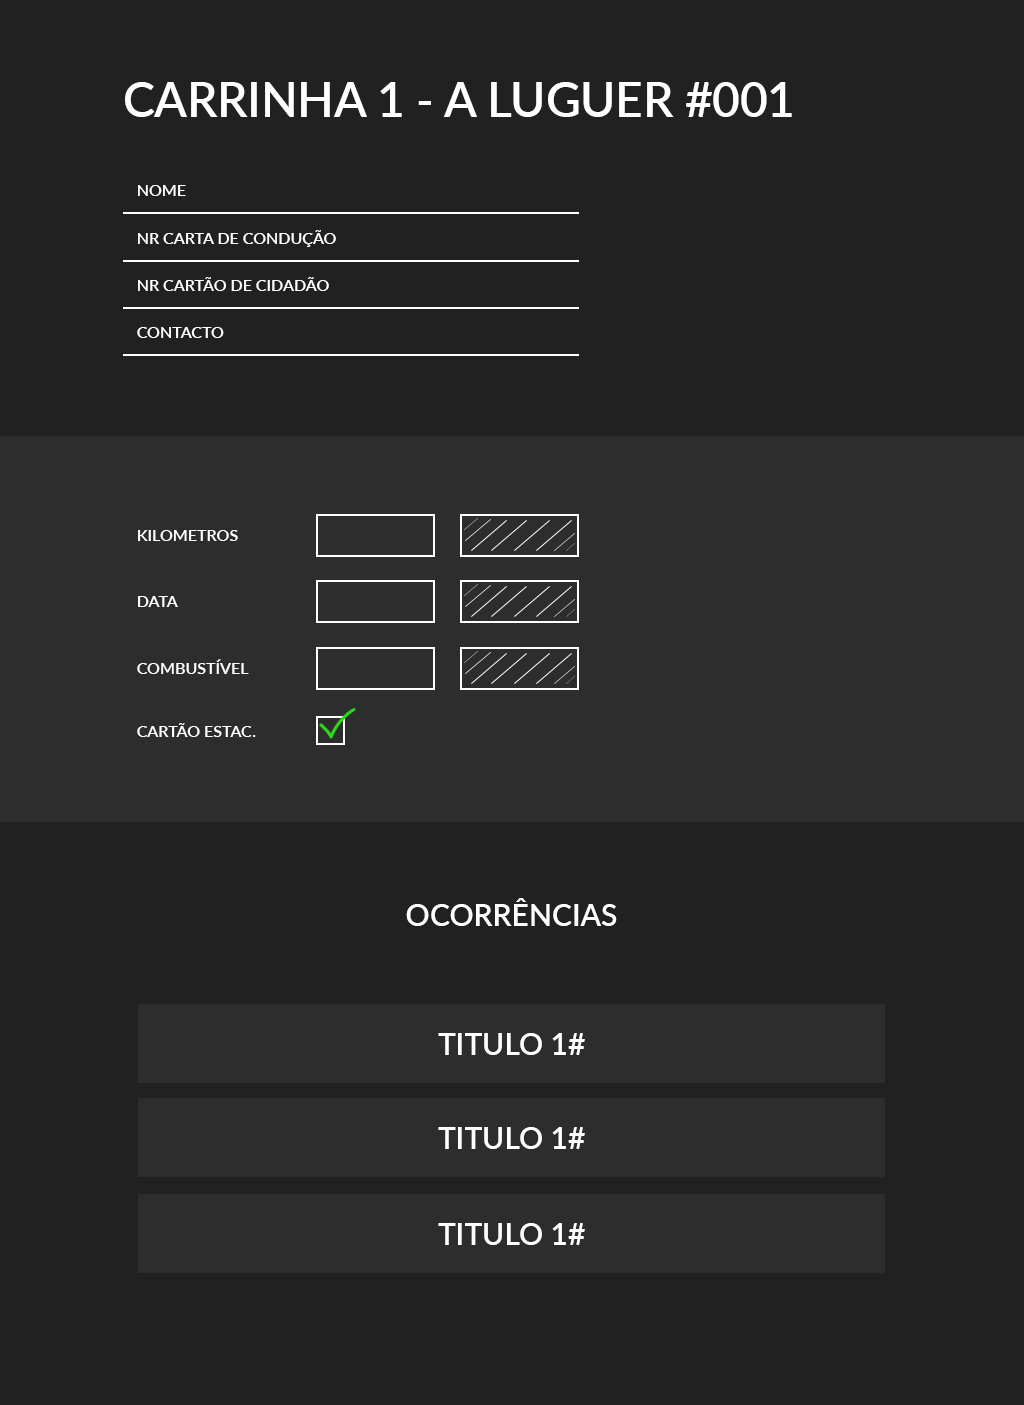 CARRINHA 1 - A LUGUER #001
NOME
NR CARTA DE CONDUÇÃO
NR CARTÃO DE CIDADÃO
CONTACTO
KILOMETROS
DATA
COMBUSTÍVEL
CARTÃO ESTAC.
OCORRÊNCIAS
TITULO 1#
TITULO 1#
TITULO 1#